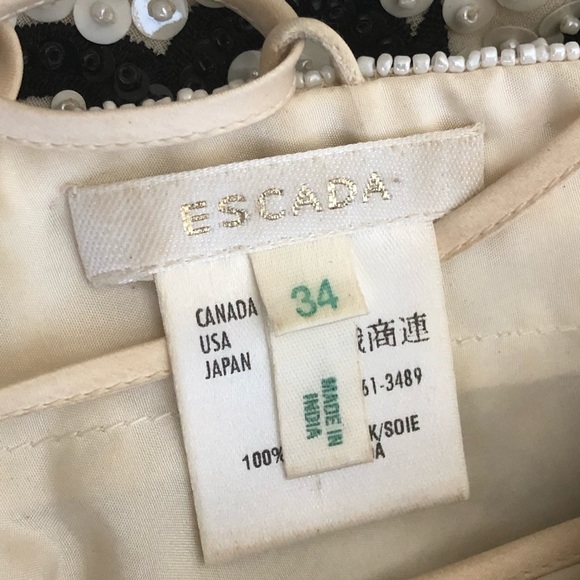 ESCADA
34
CANADA
USA
JAPAN
商連
61-3489
MADE IN
INDIA
K/SOIE
100%